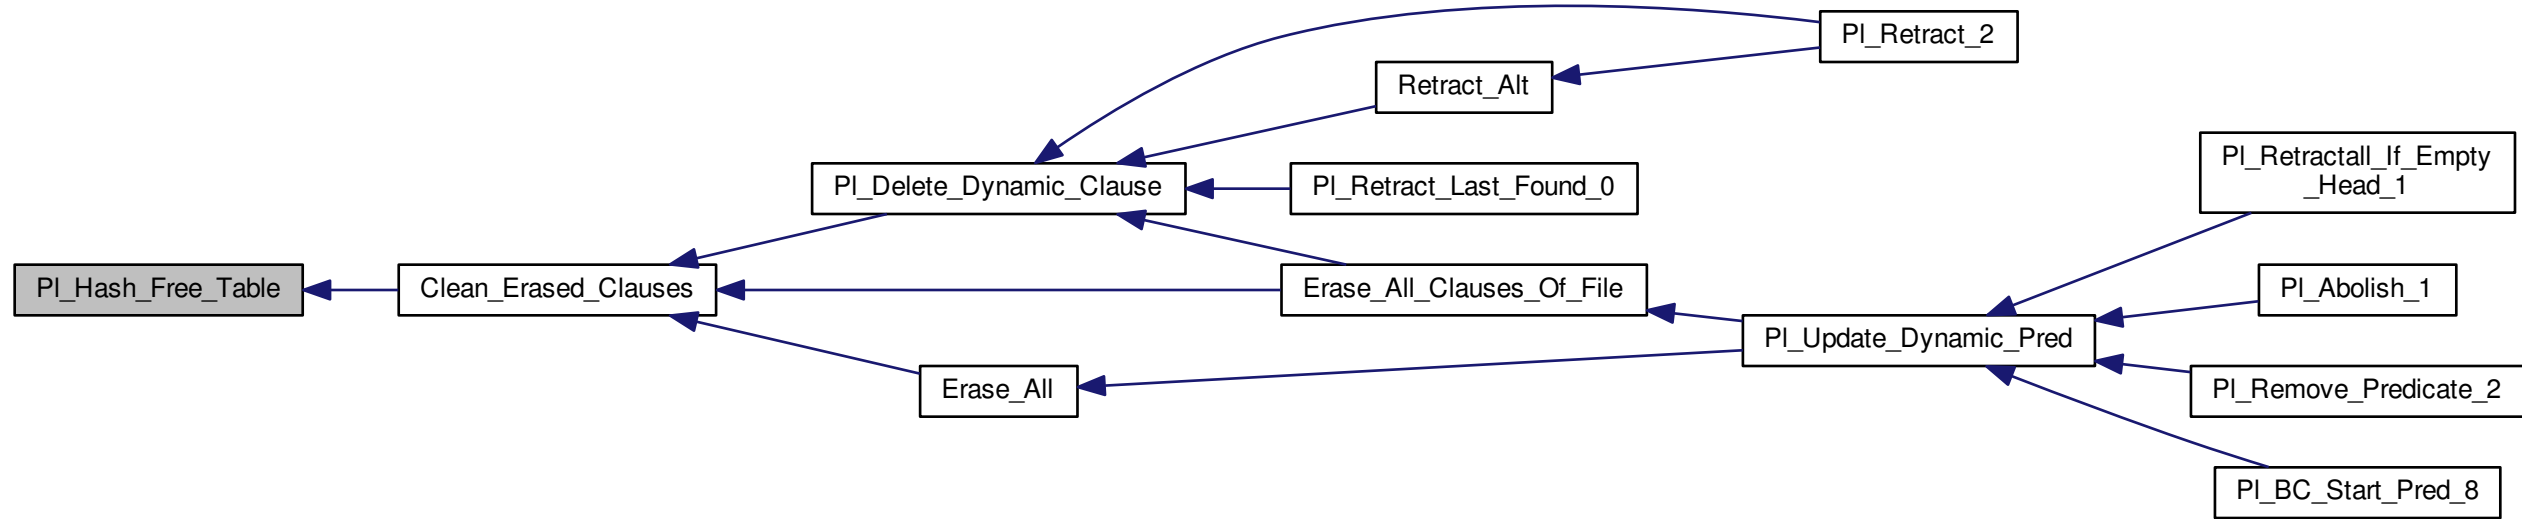 Pl_Hash_Free_Table
Clean_Erased_Clauses
Pl_Delete_Dynamic_Clause
Erase_All
Pl_Retract_2
Retract_Alt
Pl_Retract_Last_Found_0
Erase_All_Clauses_Of_File
Pl_Update_Dynamic_Pred
Pl_Retractall_If_Empty
_Head_1
Pl_Abolish_1
Pl_Remove_Predicate_2
Pl_BC_Start_Pred_8